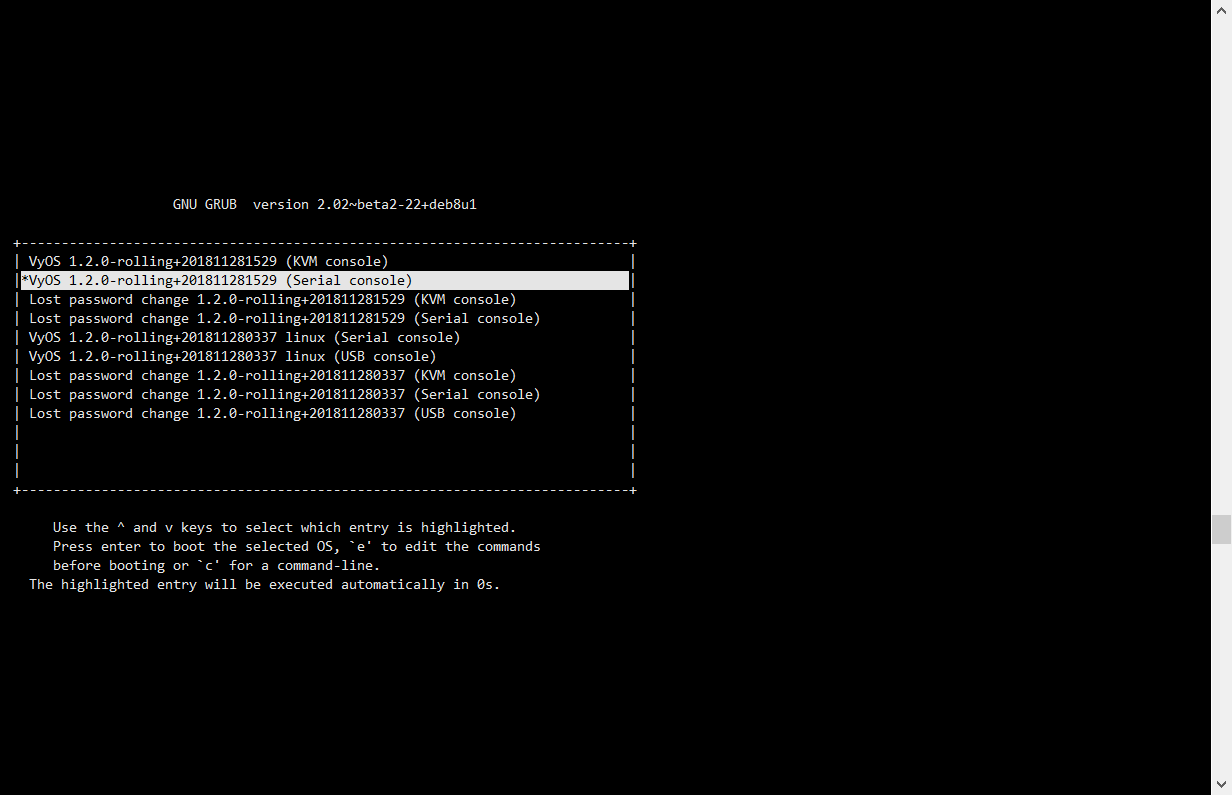 GNU GRUB  version 2.02~beta2-22+deb8u1
+----------------------------------------------------------------------------+
| VyOS 1.2.0-rolling+201811281529 (KVM console)                              |
|*VyOS 1.2.0-rolling+201811281529 (Serial console)                           |
| Lost password change 1.2.0-rolling+201811281529 (KVM console)              |
| Lost password change 1.2.0-rolling+201811281529 (Serial console)           |
| VyOS 1.2.0-rolling+201811280337 linux (Serial console)                     |
| VyOS 1.2.0-rolling+201811280337 linux (USB console)                        |
| Lost password change 1.2.0-rolling+201811280337 (KVM console)              |
| Lost password change 1.2.0-rolling+201811280337 (Serial console)           |
| Lost password change 1.2.0-rolling+201811280337 (USB console)              |
|                                                                            |
|                                                                            |
|                                                                            |
+----------------------------------------------------------------------------+
Use the ^ and v keys to select which entry is highlighted.
Press enter to boot the selected OS, `e' to edit the commands
before booting or `c' for a command-line.
The highlighted entry will be executed automatically in 0s.